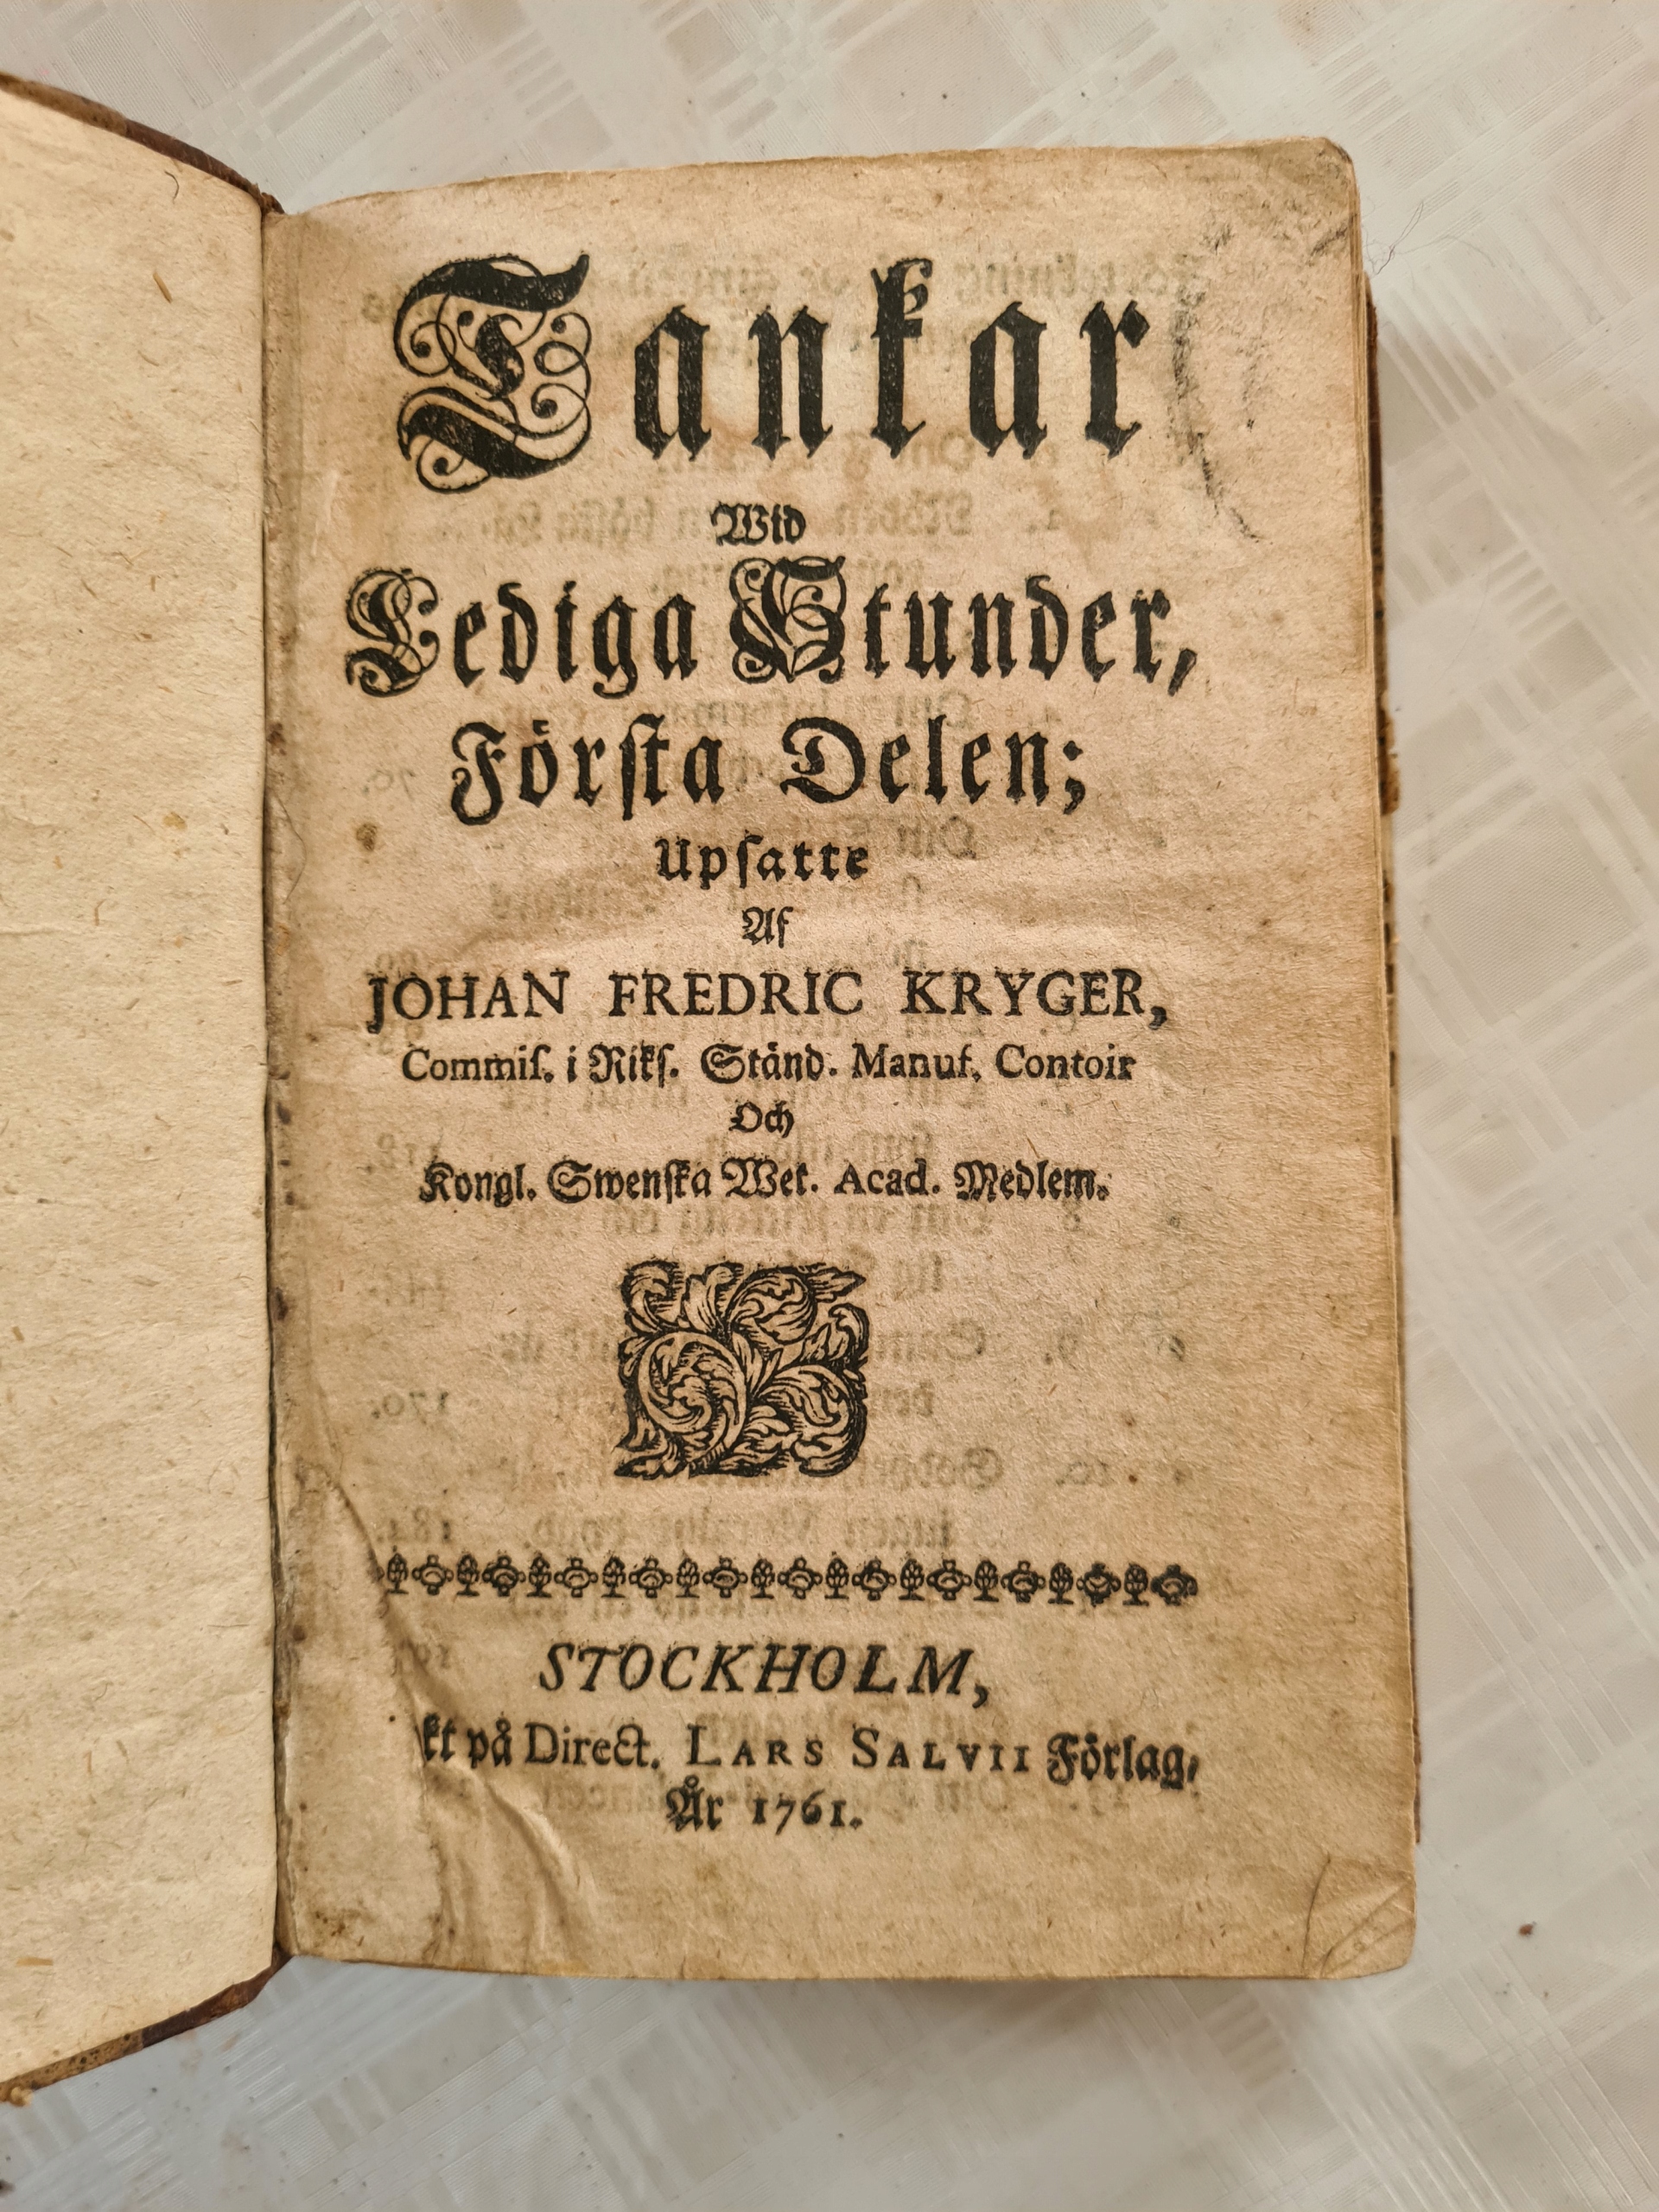 Tankar
Wid
Lediga Stunder,
Förſta Delen;
Upſatte
Af
JOHAN FREDRIC KRYGER,
Commiſ. i Rikſ. Ständ. Manuf. Contoir
Och
Kongl. Swenſka Wet. Acad. Medlem.
STOCKHOLM,
kt på Direct. LARS SALVII Förlag,
År 1761.